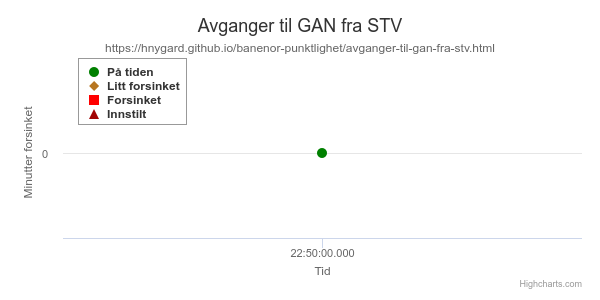 Avganger til GAN fra STV
https://hnygard.github.io/banenor-punktlighet/avganger-til-gan-fra-stv.html
På tiden
Litt forsinket
Forsinket
Innstilt
Minutter forsinket
0
22:50:00.000
Tid
Highcharts.com